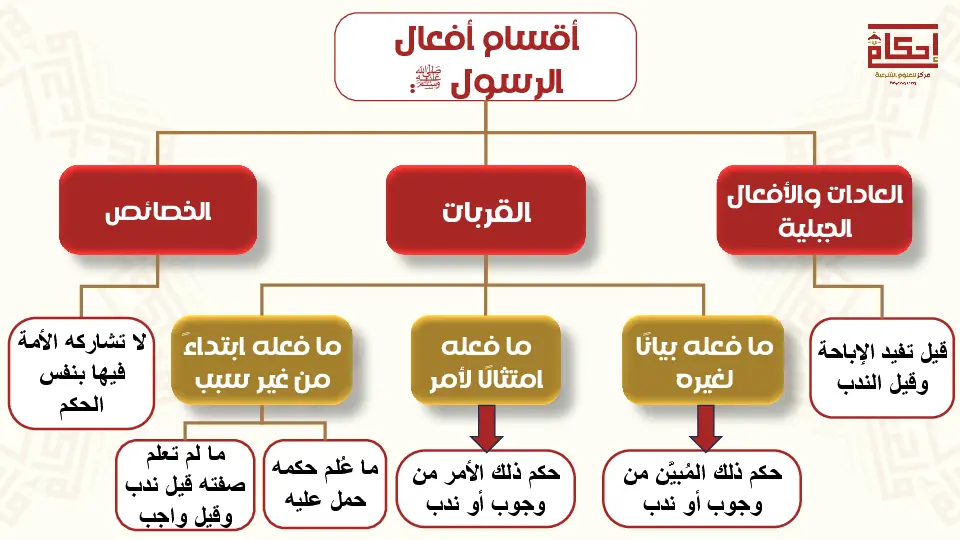 أقسام أفعال
الرسول ﷺ:
إحكام
مركز للعلوم الشرعية
العادات والأفعال
الجبلية
القربات
الخصائص
قيل تفيد الإباحة
وقيل الندب
ما فعله بيانًا
لغيره
ما فعله
امتثالًا لأمر
ما فعله ابتداءً
من غير سبب
لا تشاركه الأمة
فيها بنفس
الحكم
حكم ذلك المُبيَّن من
وجوب أو ندب
حكم ذلك الأمر من
وجوب أو ندب
ما عُلم حكمه
حمل عليه
ما لم تعلم
صفته قيل ندب
وقيل واجب